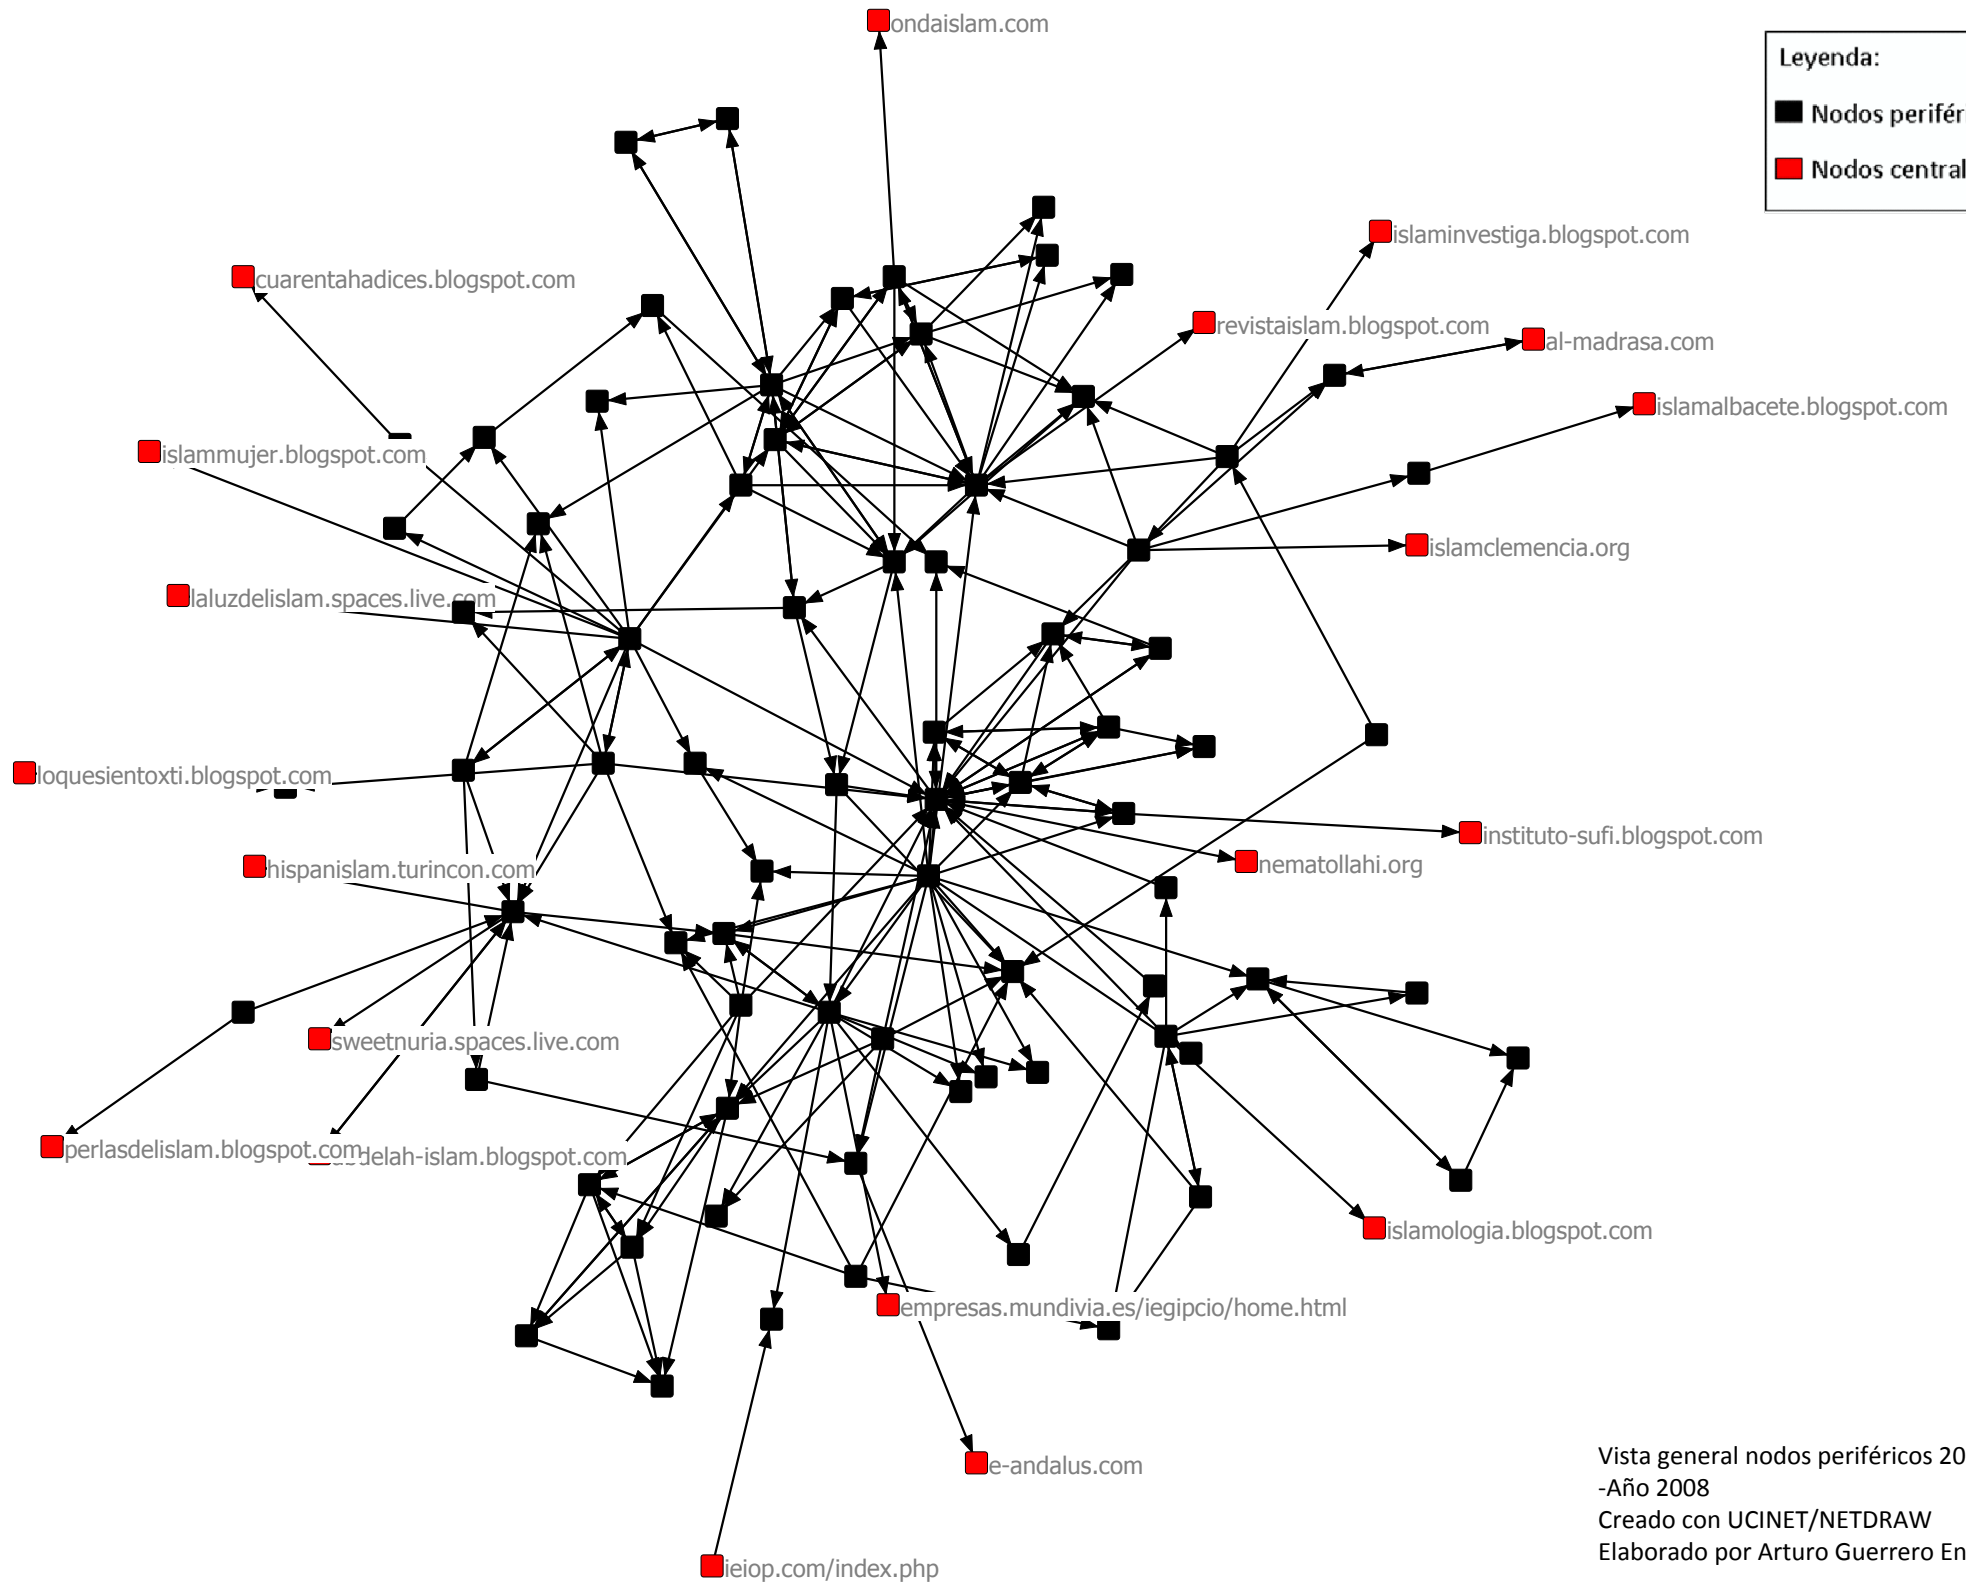 ondaislam.com
Leyenda:
Nodos perifér
Nodos central
islaminvestiga.blogspot.com
cuarentahadices.blogspot.com
revistaislam.blogspot.com
al-madrasa.com
islamalbacete.blogspot.com
islammujer.blogspot.com
islamclemencia.org
laluzdelislam.spaces.live.com
loquesientoxti.blogspot.com
instituto-sufi.blogspot.com
nematollahi.org
hispanislam.turincon.com
sweetnuria.spaces.live.com
perlasdelislam.blogspot.com
delah-islam.blogspot.com
islamologia.blogspot.com
empresas.mundivia.es/iegipcio/home.html
e-andalus.com
Vista general nodos periféricos 20
-Año 2008
Creado con UCINET/NETDRAW
Elaborado por Arturo Guerrero En
ieiop.com/index.php